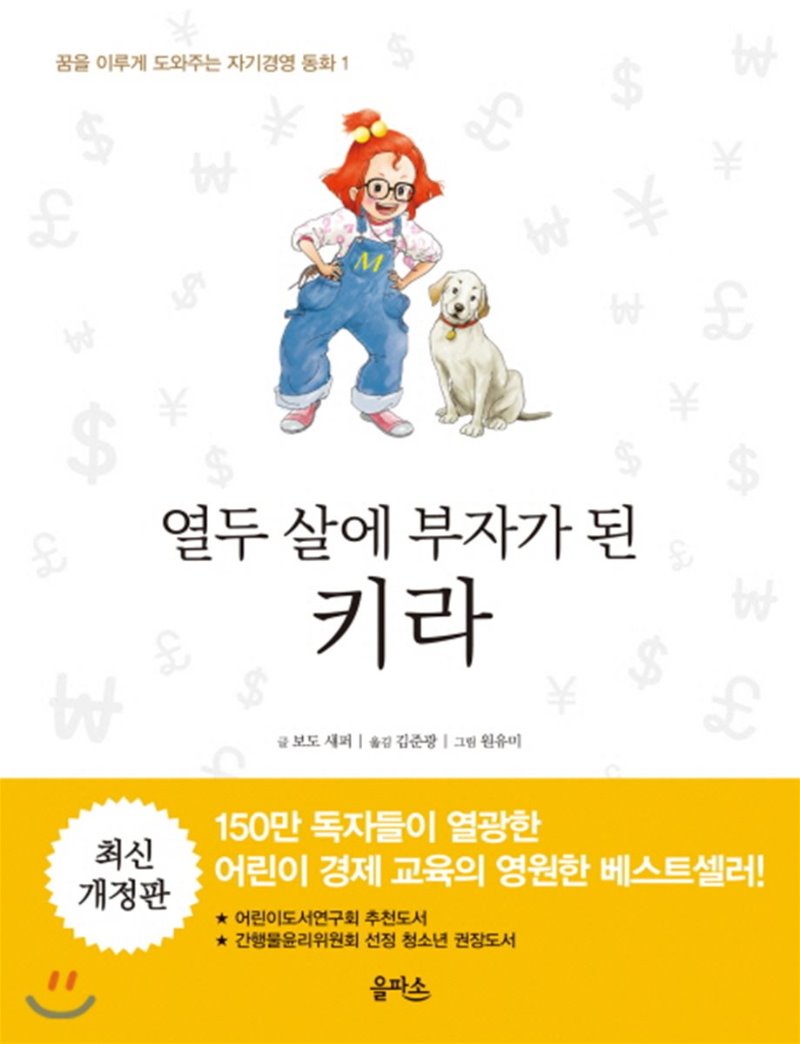 꿈을 이루게 도와주는 자기경영 동화 1
M
열두 살에 부자가 된
키라
글 보도 섀퍼 | 옮김 김준광 | 그림 원유미
최신
개정판
150만 독자들이 열광한
어린이 경제 교육의 영원한 베스트셀러!
★ 어린이도서연구회 추천도서
★ 간행물윤리위원회 선정 청소년 권장도서
을파소